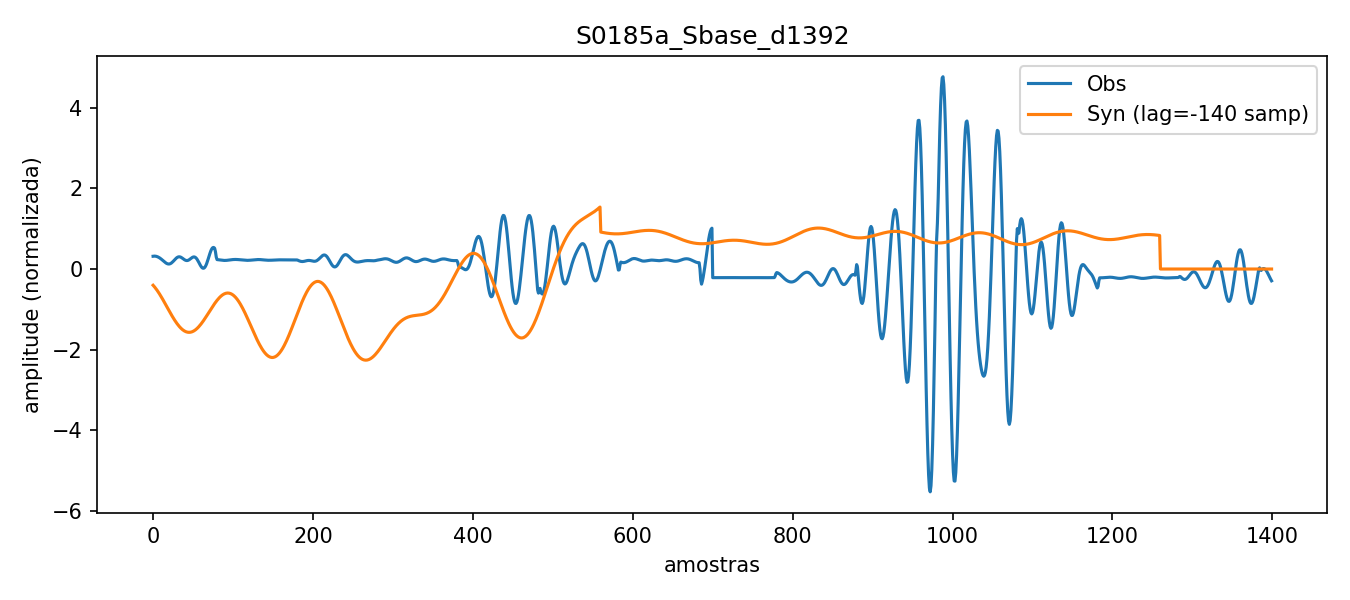 S0185a_Sbase_d1392
Obs
Syn (lag=-140 samp)
amplitude (normalizada)
4
2
0
−2
−4
−6
0 200 400 600 800 1000 1200 1400
amostras